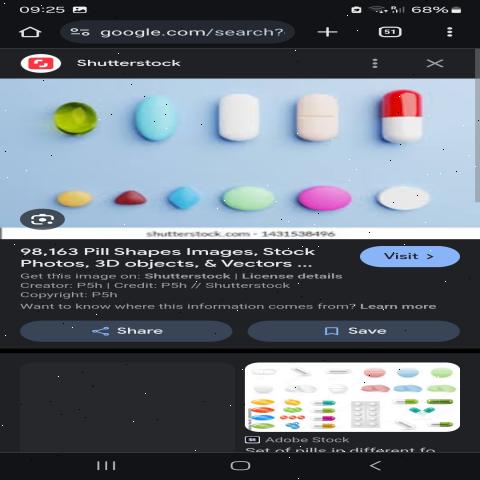 09:25 68%
google.com/search? 51
Shutterstock
shutterstock.com · 1431538496
98,163 Pill Shapes Images, Stock
Photos, 3D objects, & Vectors ...
Visit >
Get this image on: Shutterstock | License details
Creator: P5h | Credit: P5h // Shutterstock
Copyright: P5h
Want to know where this information comes from? Learn more
Share
Save
Adobe Stock
Set of pills in different fo